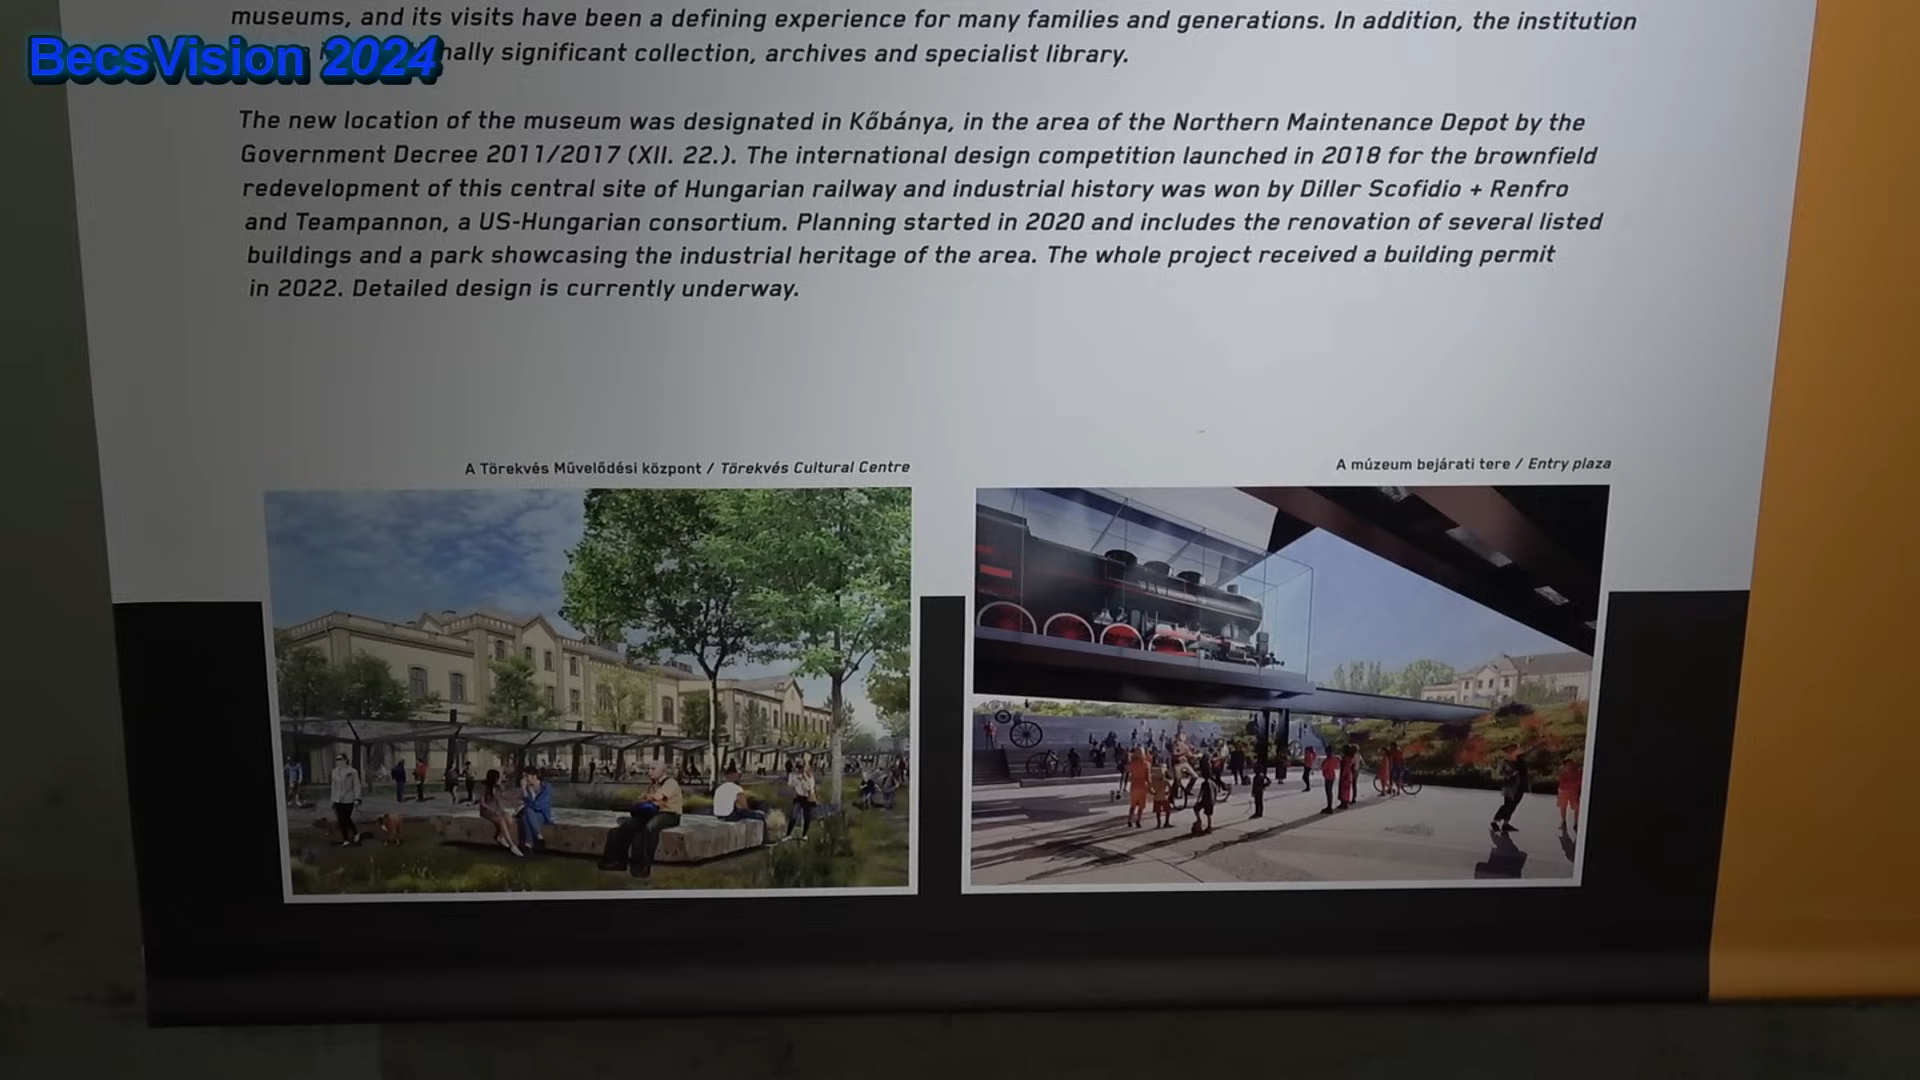 museums, and its visits have been a defining experience for many families and generations. In addition, the institution
BecsVision 2024
significant collection, archives and specialist library.
The new location of the museum was designated in Kőbánya, in the area of the Northern Maintenance Depot by the
Government Decree 2011/2017 (XII. 22.). The international design competition launched in 2018 for the brownfield
redevelopment of this central site of Hungarian railway and industrial history was won by Diller Scofidio + Renfro
and Teampannon, a US-Hungarian consortium. Planning started in 2020 and includes the renovation of several listed
buildings and a park showcasing the industrial heritage of the area. The whole project received a building permit
in 2022. Detailed design is currently underway.
A Törekvés Művelődési központ / Törekvés Cultural Centre
A múzeum bejárati tere / Entry plaza